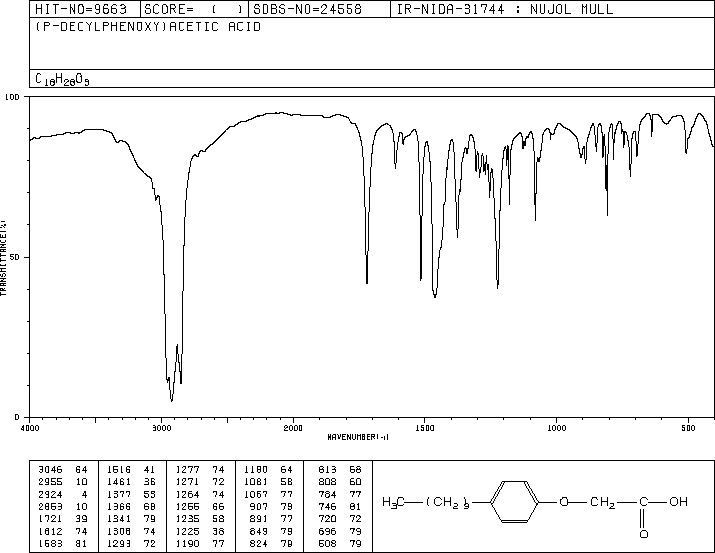 HIT-NO=9663 SCORE= ( ) SDBS-NO=24558 IR-NIDA-31744 : NUJOL MULL
(P-DECYLPHENOXY)ACETIC ACID
C18H28O3
100
50
0
TRANSMITTANCE(%)
4000 3000 2000 1500 1000 500
WAVENUMBER(-1)
3046 64 1516 41 1277 74 1180 64 813 58
2955 10 1461 36 1271 72 1081 58 808 60
2924 4 1377 55 1264 74 1067 77 784 77
2853 10 1366 68 1255 66 907 79 746 81
1721 39 1341 79 1235 58 891 77 720 72
1612 74 1308 74 1225 38 849 79 696 79
1583 81 1293 72 1190 77 824 79 508 79
H3C—(CH2)9 O—CH2—C—OH
O